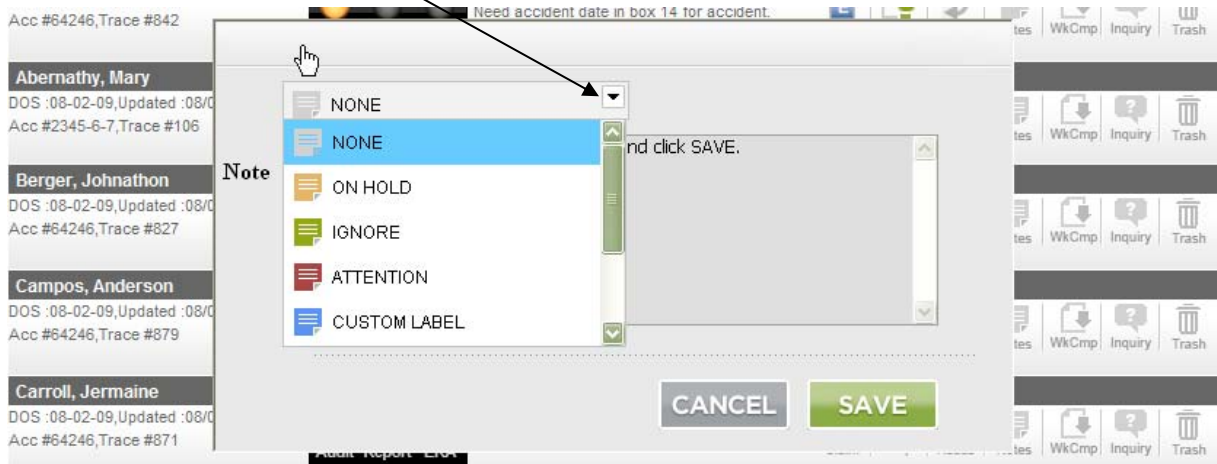 Need accident date in box 14 for accident.
Acc #64246,Trace #842
tes WkCmp Inquiry Trash
Abernathy, Mary
DOS :08-02-09,Updated :08/0
Acc #2345-6-7,Trace #106
tes WkCmp Inquiry Trash
NONE
NONE
nd click SAVE.
Note
ON HOLD
IGNORE
ATTENTION
CUSTOM LABEL
Berger, Johnathon
DOS :08-02-09,Updated :08/0
Acc #64246,Trace #827
tes WkCmp Inquiry Trash
Campos, Anderson
DOS :08-02-09,Updated :08/0
Acc #64246,Trace #879
tes WkCmp Inquiry Trash
CANCEL SAVE
Carroll, Jermaine
DOS :08-02-09,Updated :08/0
Acc #64246,Trace #871
tes WkCmp Inquiry Trash
Audit Report ERA